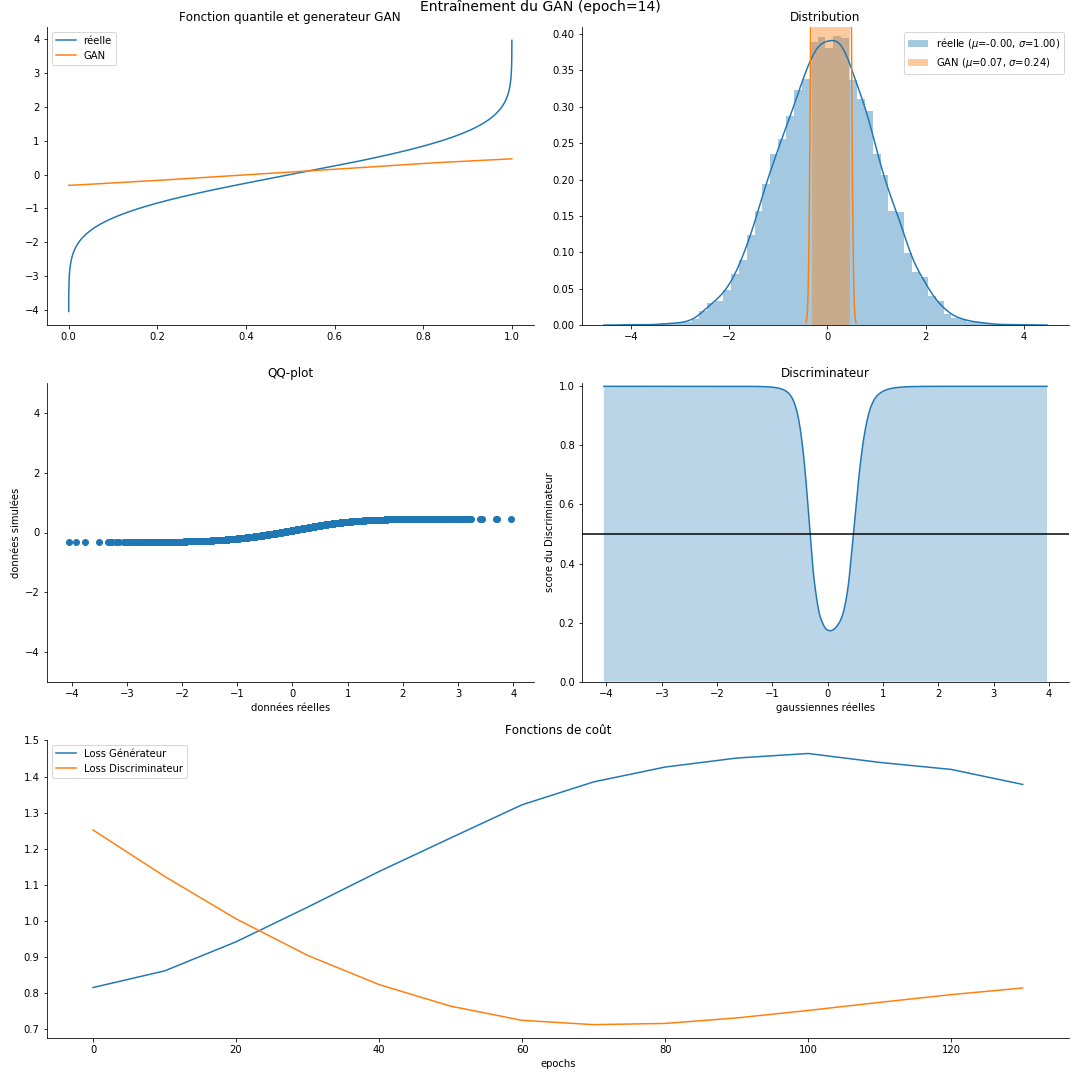 Entraînement du GAN (epoch=14)
Fonction quantile et generateur GAN
réelle
GAN
4
3
2
1
0
−1
−2
−3
−4
0.0 0.2 0.4 0.6 0.8 1.0
Distribution
réelle (μ=-0.00, σ=1.00)
GAN (μ=0.07, σ=0.24)
0.40
0.35
0.30
0.25
0.20
0.15
0.10
0.05
0.00
−4 −2 0 2 4
QQ-plot
données simulées
4
2
0
−2
−4
−4 −3 −2 −1 0 1 2 3 4
données réelles
Discriminateur
score du Discriminateur
1.0
0.8
0.6
0.4
0.2
0.0
−4 −3 −2 −1 0 1 2 3 4
gaussiennes réelles
Fonctions de coût
Loss Générateur
Loss Discriminateur
1.5
1.4
1.3
1.2
1.1
1.0
0.9
0.8
0.7
0 20 40 60 80 100 120
epochs